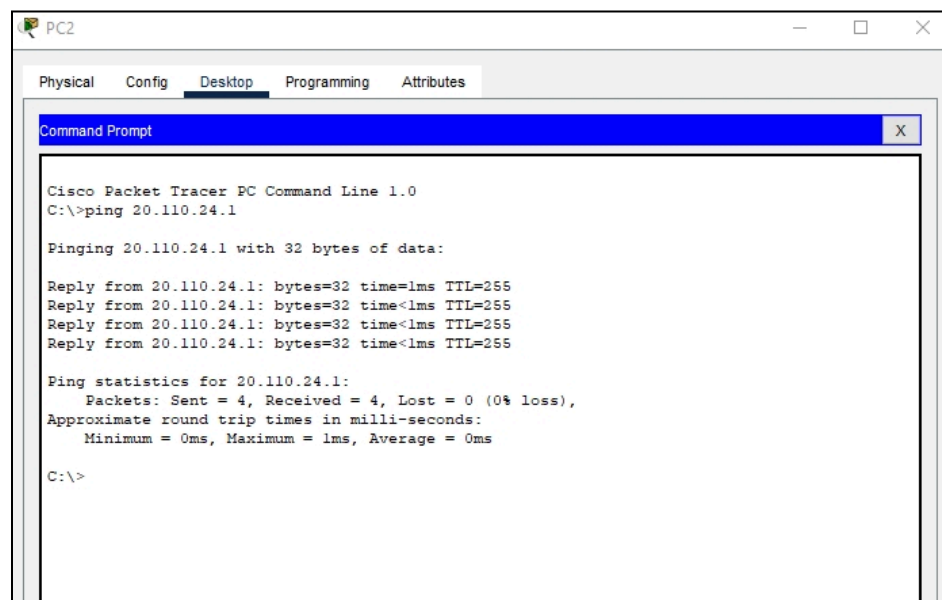 PC2
Physical Config Desktop Programming Attributes
Command Prompt X
Cisco Packet Tracer PC Command Line 1.0
C:\>ping 20.110.24.1
Pinging 20.110.24.1 with 32 bytes of data:
Reply from 20.110.24.1: bytes=32 time=1ms TTL=255
Reply from 20.110.24.1: bytes=32 time<1ms TTL=255
Reply from 20.110.24.1: bytes=32 time<1ms TTL=255
Reply from 20.110.24.1: bytes=32 time<1ms TTL=255
Ping statistics for 20.110.24.1:
Packets: Sent = 4, Received = 4, Lost = 0 (0% loss),
Approximate round trip times in milli-seconds:
Minimum = 0ms, Maximum = 1ms, Average = 0ms
C:\>